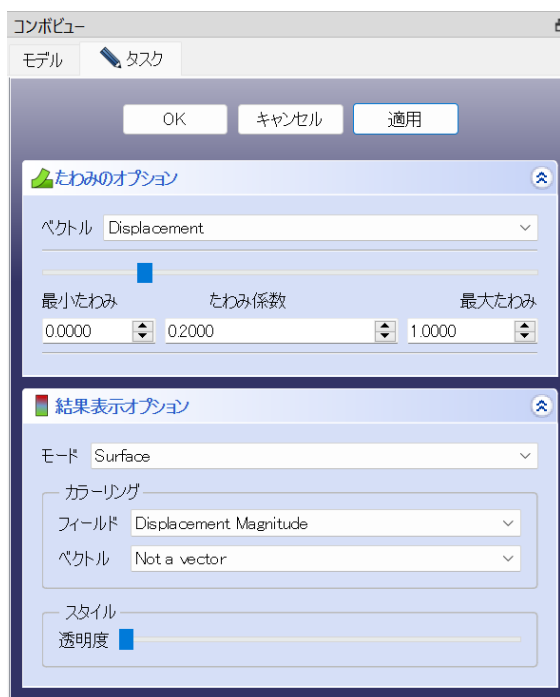 コンボビュー
モデル タスク
OK キャンセル 適用
たわみのオプション
ベクトル Displacement
最小たわみ たわみ係数 最大たわみ
0.0000 0.2000 1.0000
結果表示オプション
モード Surface
カラーリング
フィールド Displacement Magnitude
ベクトル Not a vector
スタイル
透明度